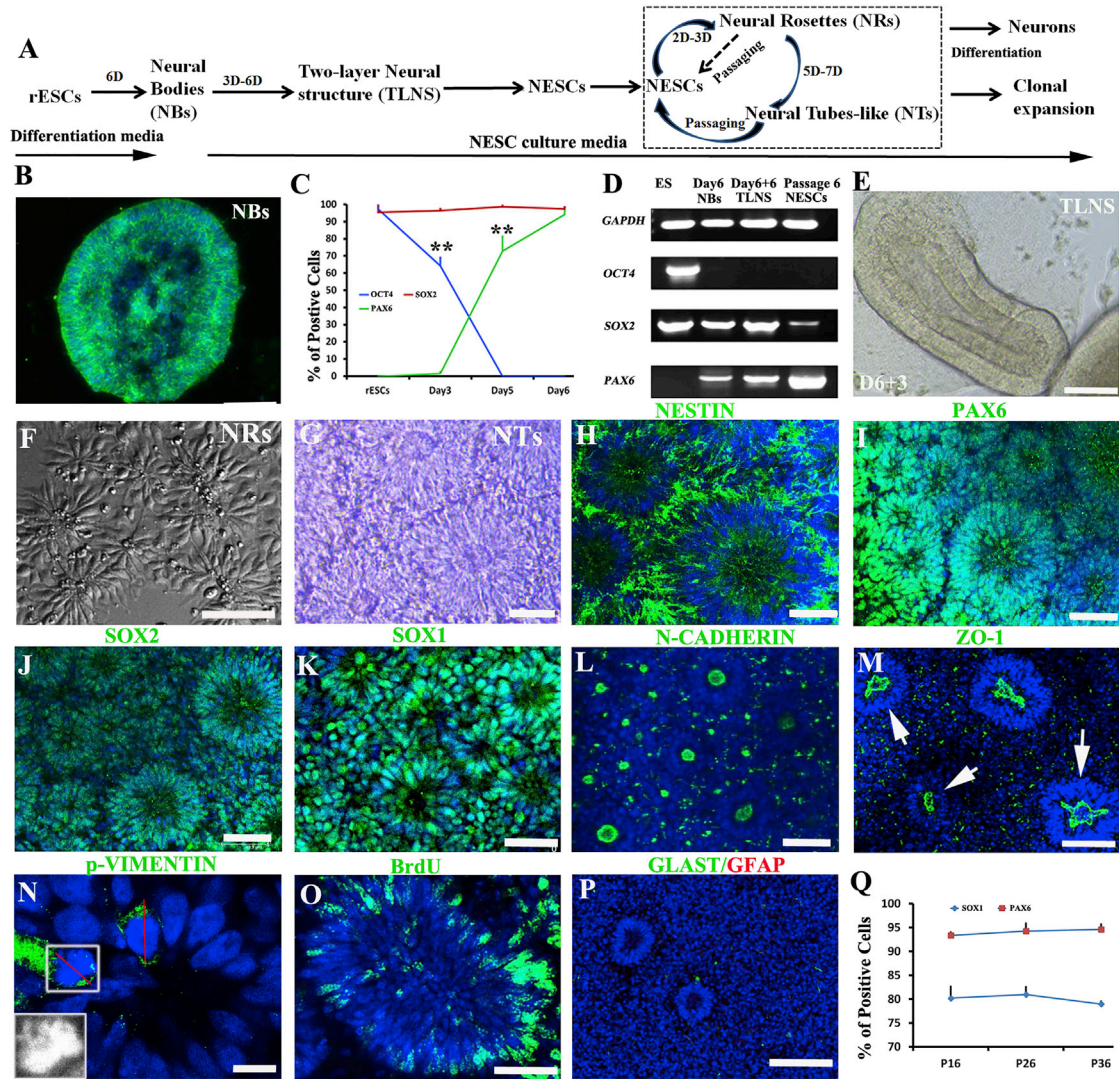 A
rESCs
6D
Neural
Bodies
(NBs)
3D-6D
Two-layer Neural
structure (TLNS)
NESCs
NESCs
2D-3D
Neural Rosettes (NRs)
Passaging
5D-7D
Passaging
Neural Tubes-like (NTs)
Neurons
Differentiation
Clonal
expansion
Differentiation media
NESC culture media
B
NBs
C
% of Postive Cells
100
90
80
70
60
50
40
30
20
10
0
**
**
OCT4
SOX2
PAX6
rESCs
Day3
Day5
Day6
D
ES
Day6
NBs
Day6+6
TLNS
Passage 6
NESCs
GAPDH
OCT4
SOX2
PAX6
E
TLNS
D6+3
NESTIN
PAX6
F
NRs
G
NTs
H
I
SOX2
SOX1
N-CADHERIN
ZO-1
J
K
L
M
p-VIMENTIN
BrdU
GLAST/GFAP
N
O
P
Q
SOX1
PAX6
% of Positive Cells
100
95
90
85
80
75
70
P16
P26
P36